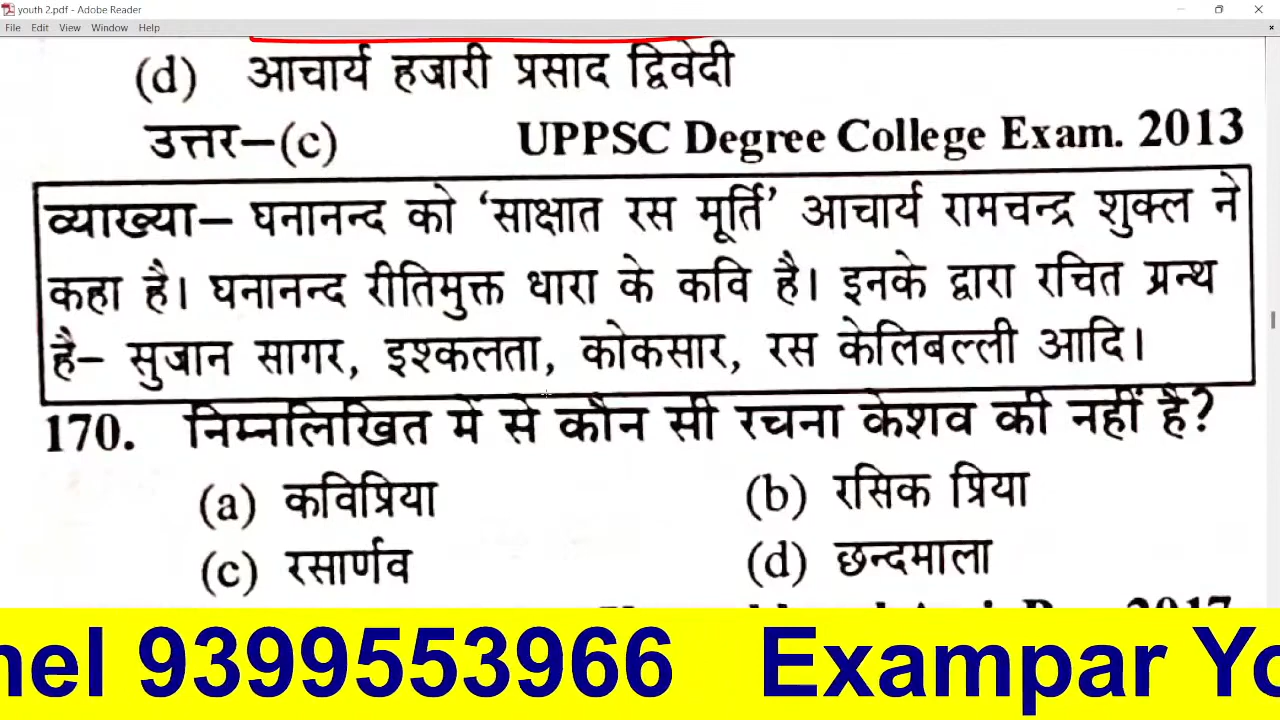 youth 2.pdf - Adobe Reader
File Edit View Window Help
(d) आचार्य हजारी प्रसाद द्विवेदी
उत्तर–(c) UPPSC Degree College Exam. 2013
व्याख्या– घनानन्द को ‘साक्षात रस मूर्ति’ आचार्य रामचन्द्र शुक्ल ने
कहा है। घनानन्द रीतिमुक्त धारा के कवि है। इनके द्वारा रचित ग्रन्थ
है– सुजान सागर, इश्कलता, कोकसार, रस केलिबल्ली आदि।
170. निम्नलिखित में से कौन सी रचना केशव की नहीं है?
(a) कविप्रिया (b) रसिक प्रिया
(c) रसार्णव (d) छन्दमाला
2017
nel 9399553966 Exampar Yo